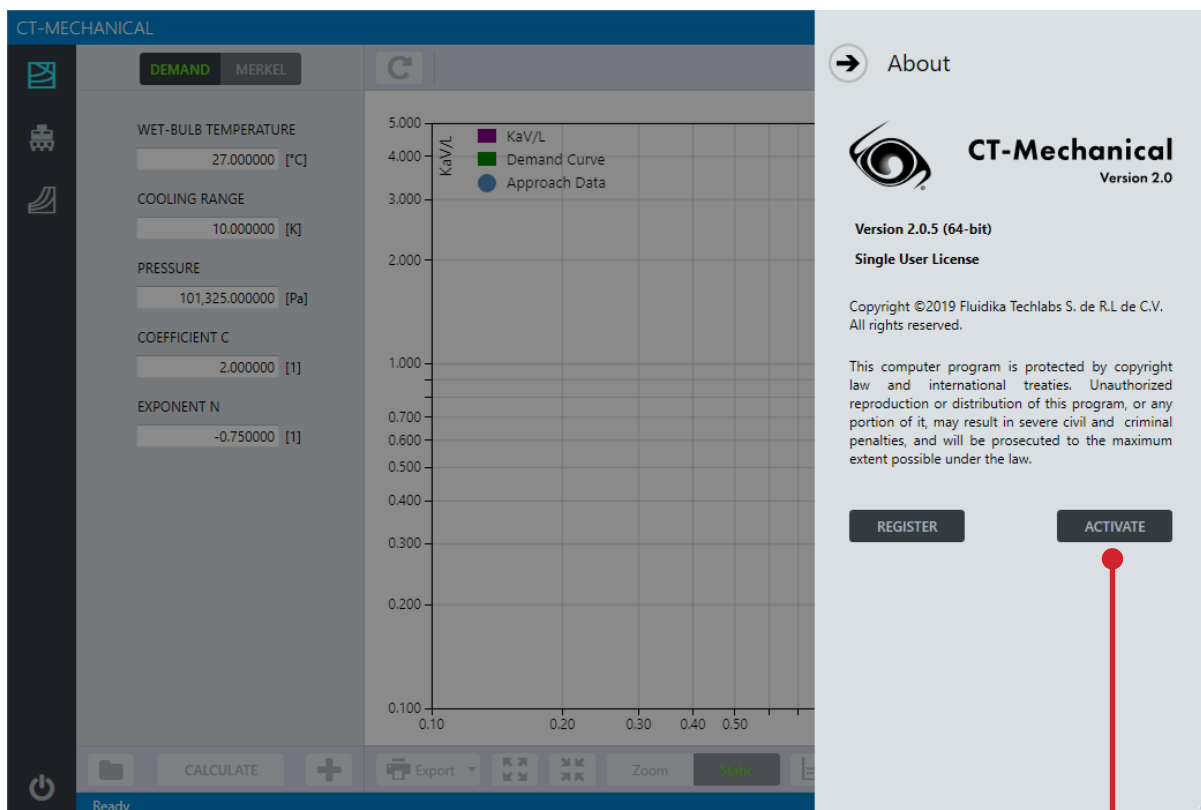 CT-MECHANICAL
DEMAND MERKEL
WET-BULB TEMPERATURE
27.000000 [°C]
COOLING RANGE
10.000000 [K]
PRESSURE
101,325.000000 [Pa]
COEFFICIENT C
2.000000 [1]
EXPONENT N
-0.750000 [1]
CALCULATE
Ready
KaV/L
KaV/L
Demand Curve
Approach Data
5.000
4.000
3.000
2.000
1.000
0.700
0.600
0.500
0.400
0.300
0.200
0.100
0.10 0.20 0.30 0.40 0.50
Export Zoom Static
About
CT-Mechanical
Version 2.0
Version 2.0.5 (64-bit)
Single User License
Copyright ©2019 Fluidika Techlabs S. de R.L de C.V.
All rights reserved.
This computer program is protected by copyright
law and international treaties. Unauthorized
reproduction or distribution of this program, or any
portion of it, may result in severe civil and criminal
penalties, and will be prosecuted to the maximum
extent possible under the law.
REGISTER ACTIVATE